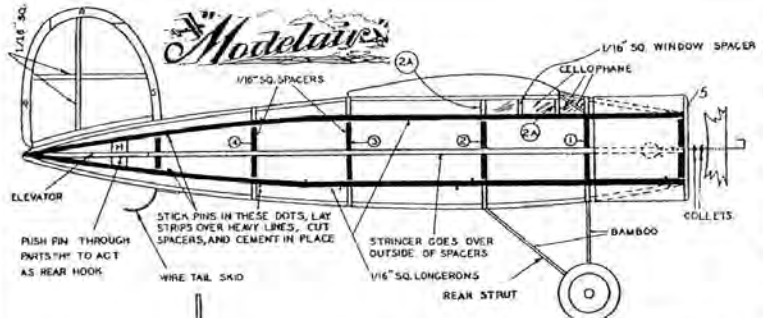 1/16" SQ.
"Modelair"
A
B
G
1/16" SQ. SPACERS
2A
1/16" SQ. WINDOW SPACER
CELLOPHANE
2A
5
4
3
2
1
H
ELEVATOR
PUSH PIN THROUGH
PARTS "H" TO ACT
AS REAR HOOK
STICK PINS IN THESE DOTS, LAY
STRIPS OVER HEAVY LINES, CUT
SPACERS, AND CEMENT IN PLACE
WIRE TAIL SKID
STRINGER GOES OVER
OUTSIDE OF SPACERS
1/16" SQ. LONGERONS
REAR STRUT
BAMBOO
COLLETS